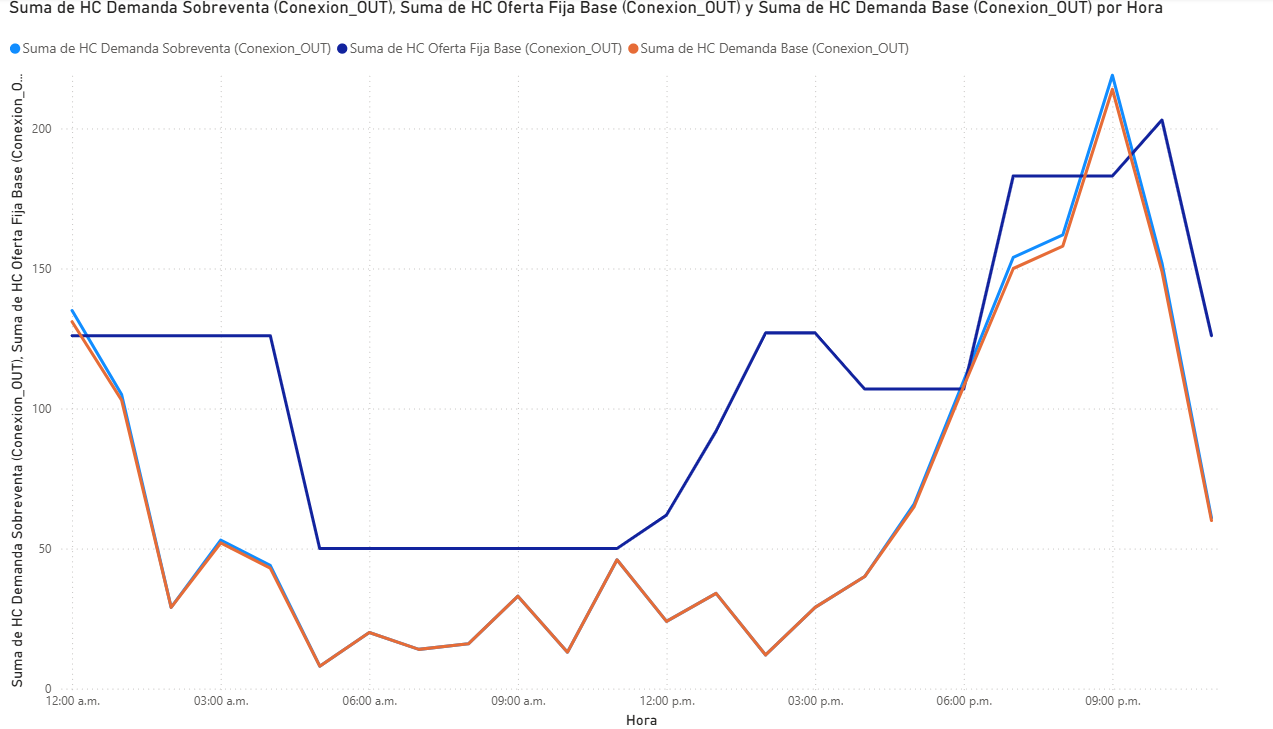 Suma de HC Demanda Sobreventa (Conexion_OUT), Suma de HC Oferta Fija Base (Conexion_OUT) y Suma de HC Demanda Base (Conexion_OUT) por Hora
Suma de HC Demanda Sobreventa (Conexion_OUT) Suma de HC Oferta Fija Base (Conexion_OUT) Suma de HC Demanda Base (Conexion_OUT)
Suma de HC Demanda Sobreventa (Conexion_OUT), Suma de HC Oferta Fija Base (Conexion_O...
200
150
100
50
0
12:00 a.m. 03:00 a.m. 06:00 a.m. 09:00 a.m. 12:00 p.m. 03:00 p.m. 06:00 p.m. 09:00 p.m.
Hora